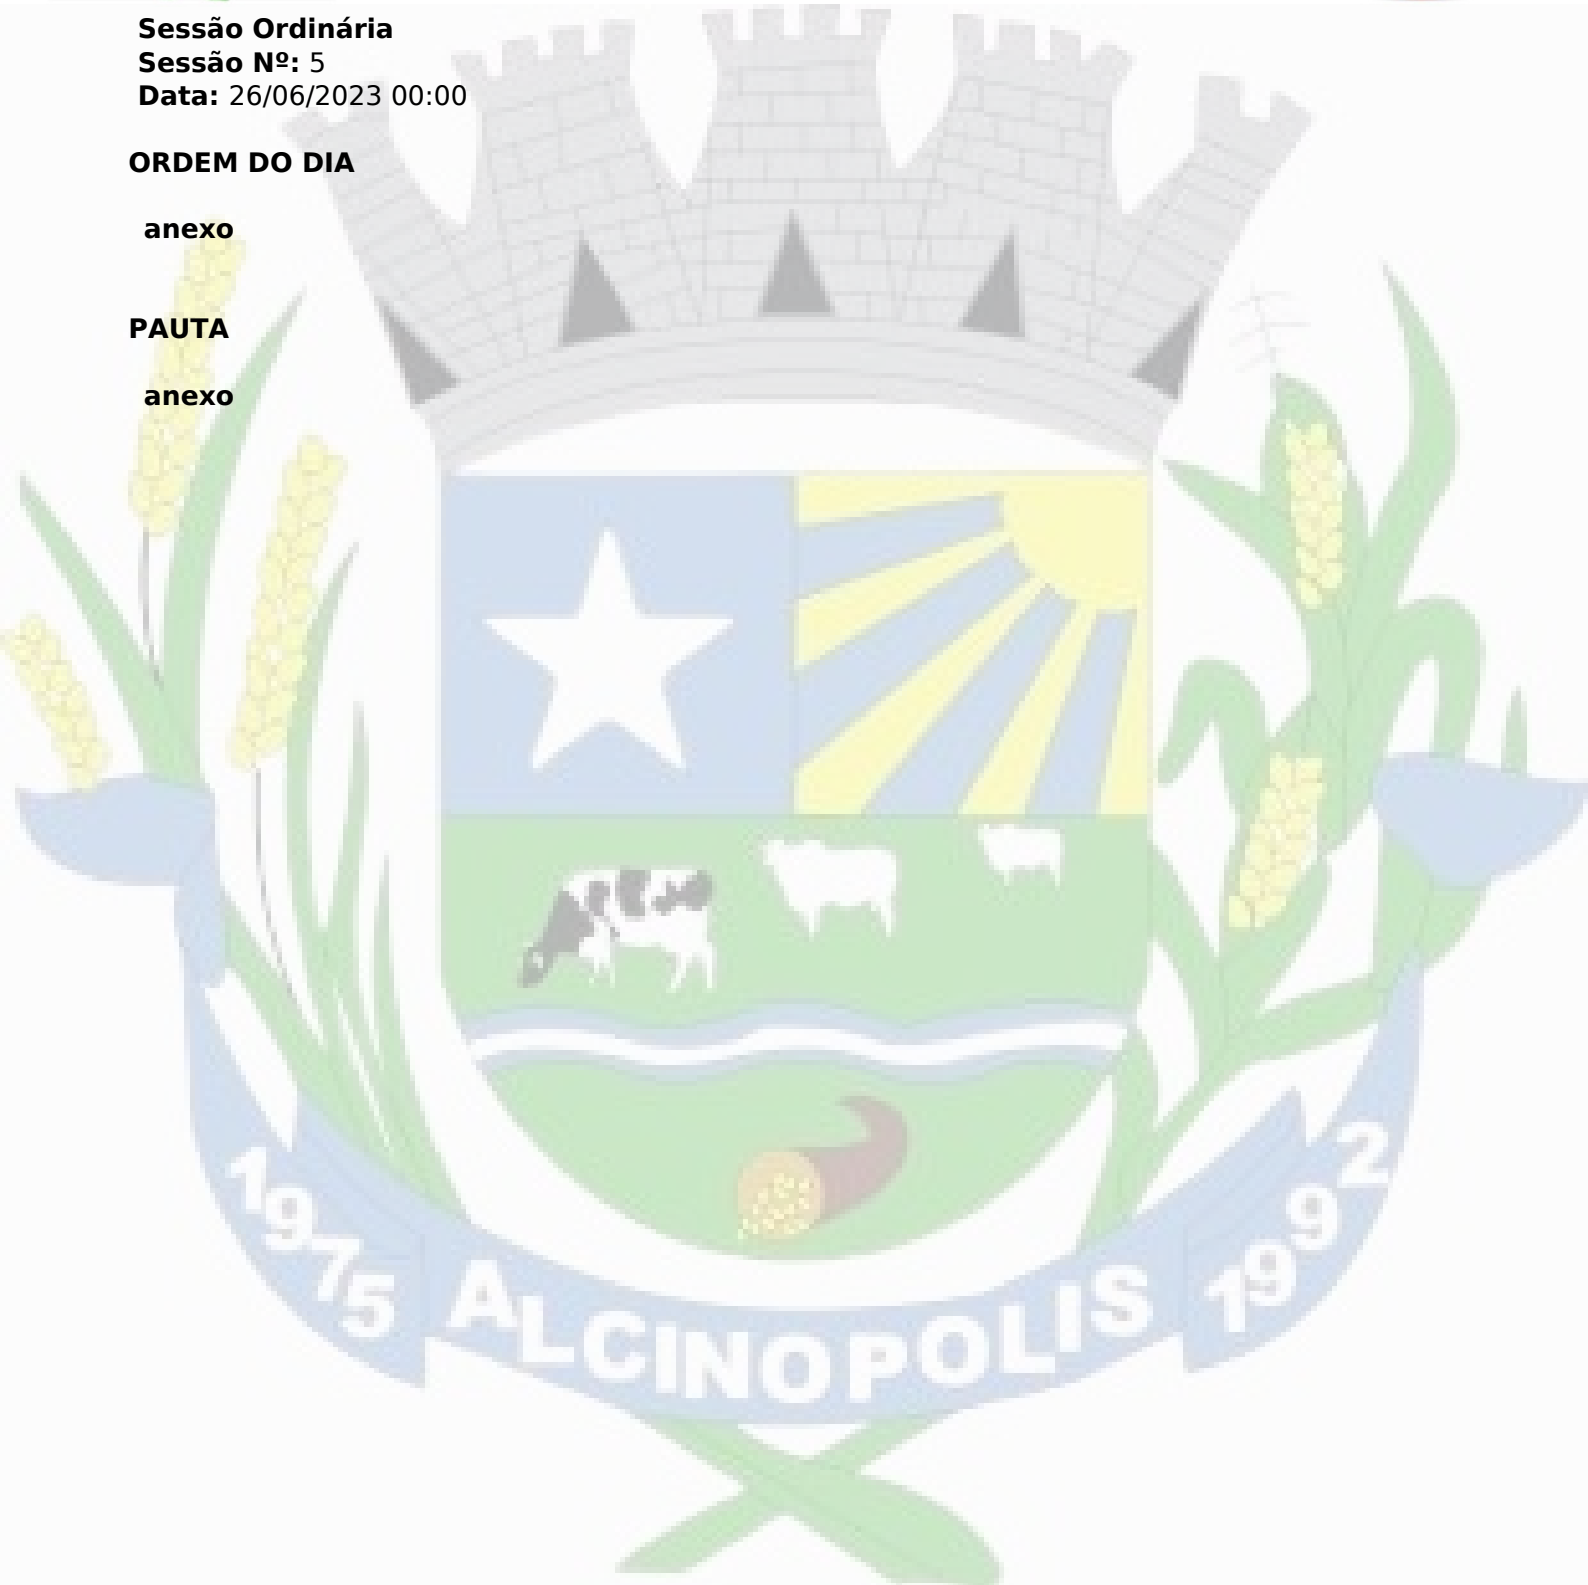 Sessão Ordinária
Sessão Nº: 5
Data: 26/06/2023 00:00
ORDEM DO DIA
anexo
PAUTA
anexo
1975 ALCINOPOLIS 1992